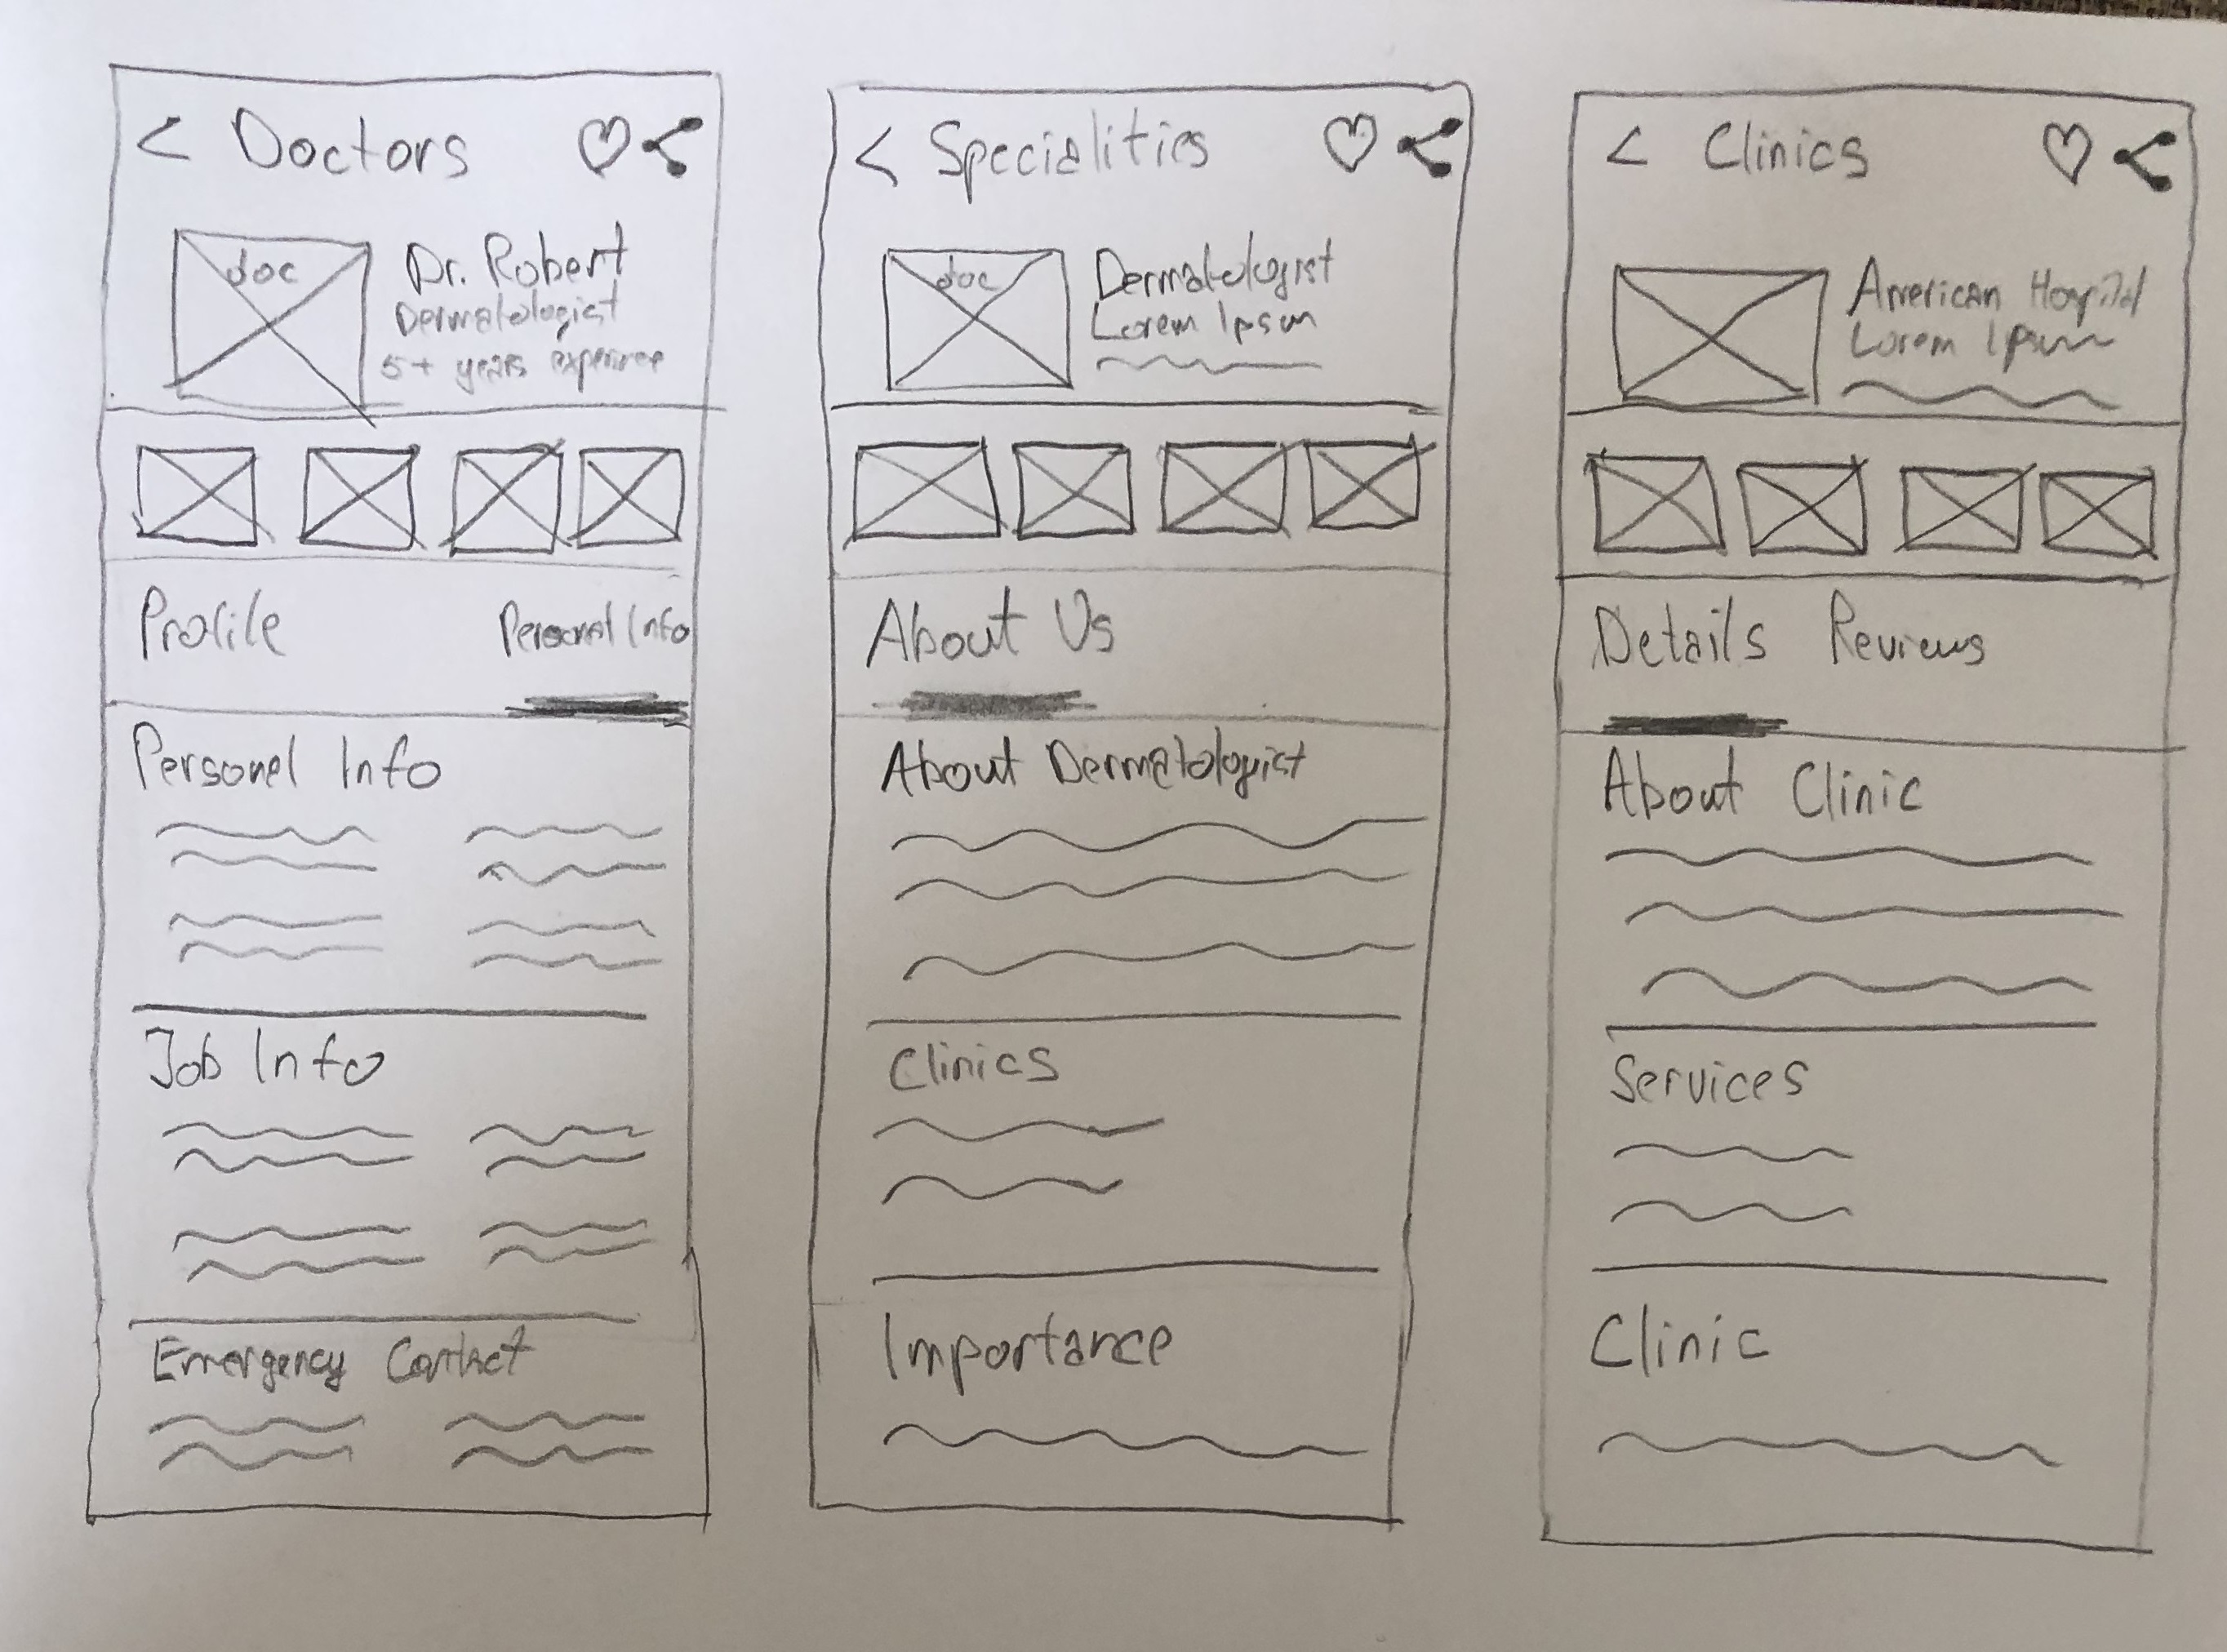 < Doctors
doc
Dr. Robert
Dermatologist
5+ years experince
Profile Personal Info
Personel Info
Job Info
Emergency Contact
< Specialities
doc
Dermatologist
Lorem Ipsum
About Us
About Dermatologist
Clinics
Importance
< Clinics
American Hospital
Lorem Ipsum
Details Reviews
About Clinic
Services
Clinic